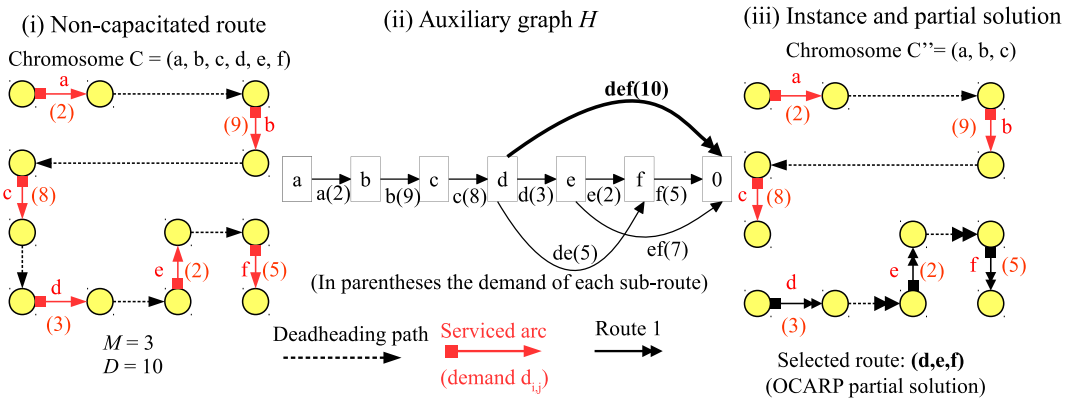 (i) Non-capacitated route
Chromosome C = (a, b, c, d, e, f)
a
(2)
(9)
b
c
(8)
d
(3)
e
(2)
f
(5)
M = 3
D = 10
(ii) Auxiliary graph H
def(10)
a
b
c
d
e
f
0
a(2)
b(9)
c(8)
d(3)
e(2)
f(5)
de(5)
ef(7)
(In parentheses the demand of each sub-route)
Deadheading path
Serviced arc
(demand di,j)
Route 1
(iii) Instance and partial solution
Chromosome C’’= (a, b, c)
a
(2)
(9)
b
c
(8)
d
(3)
e
(2)
f
(5)
Selected route: (d,e,f)
(OCARP partial solution)